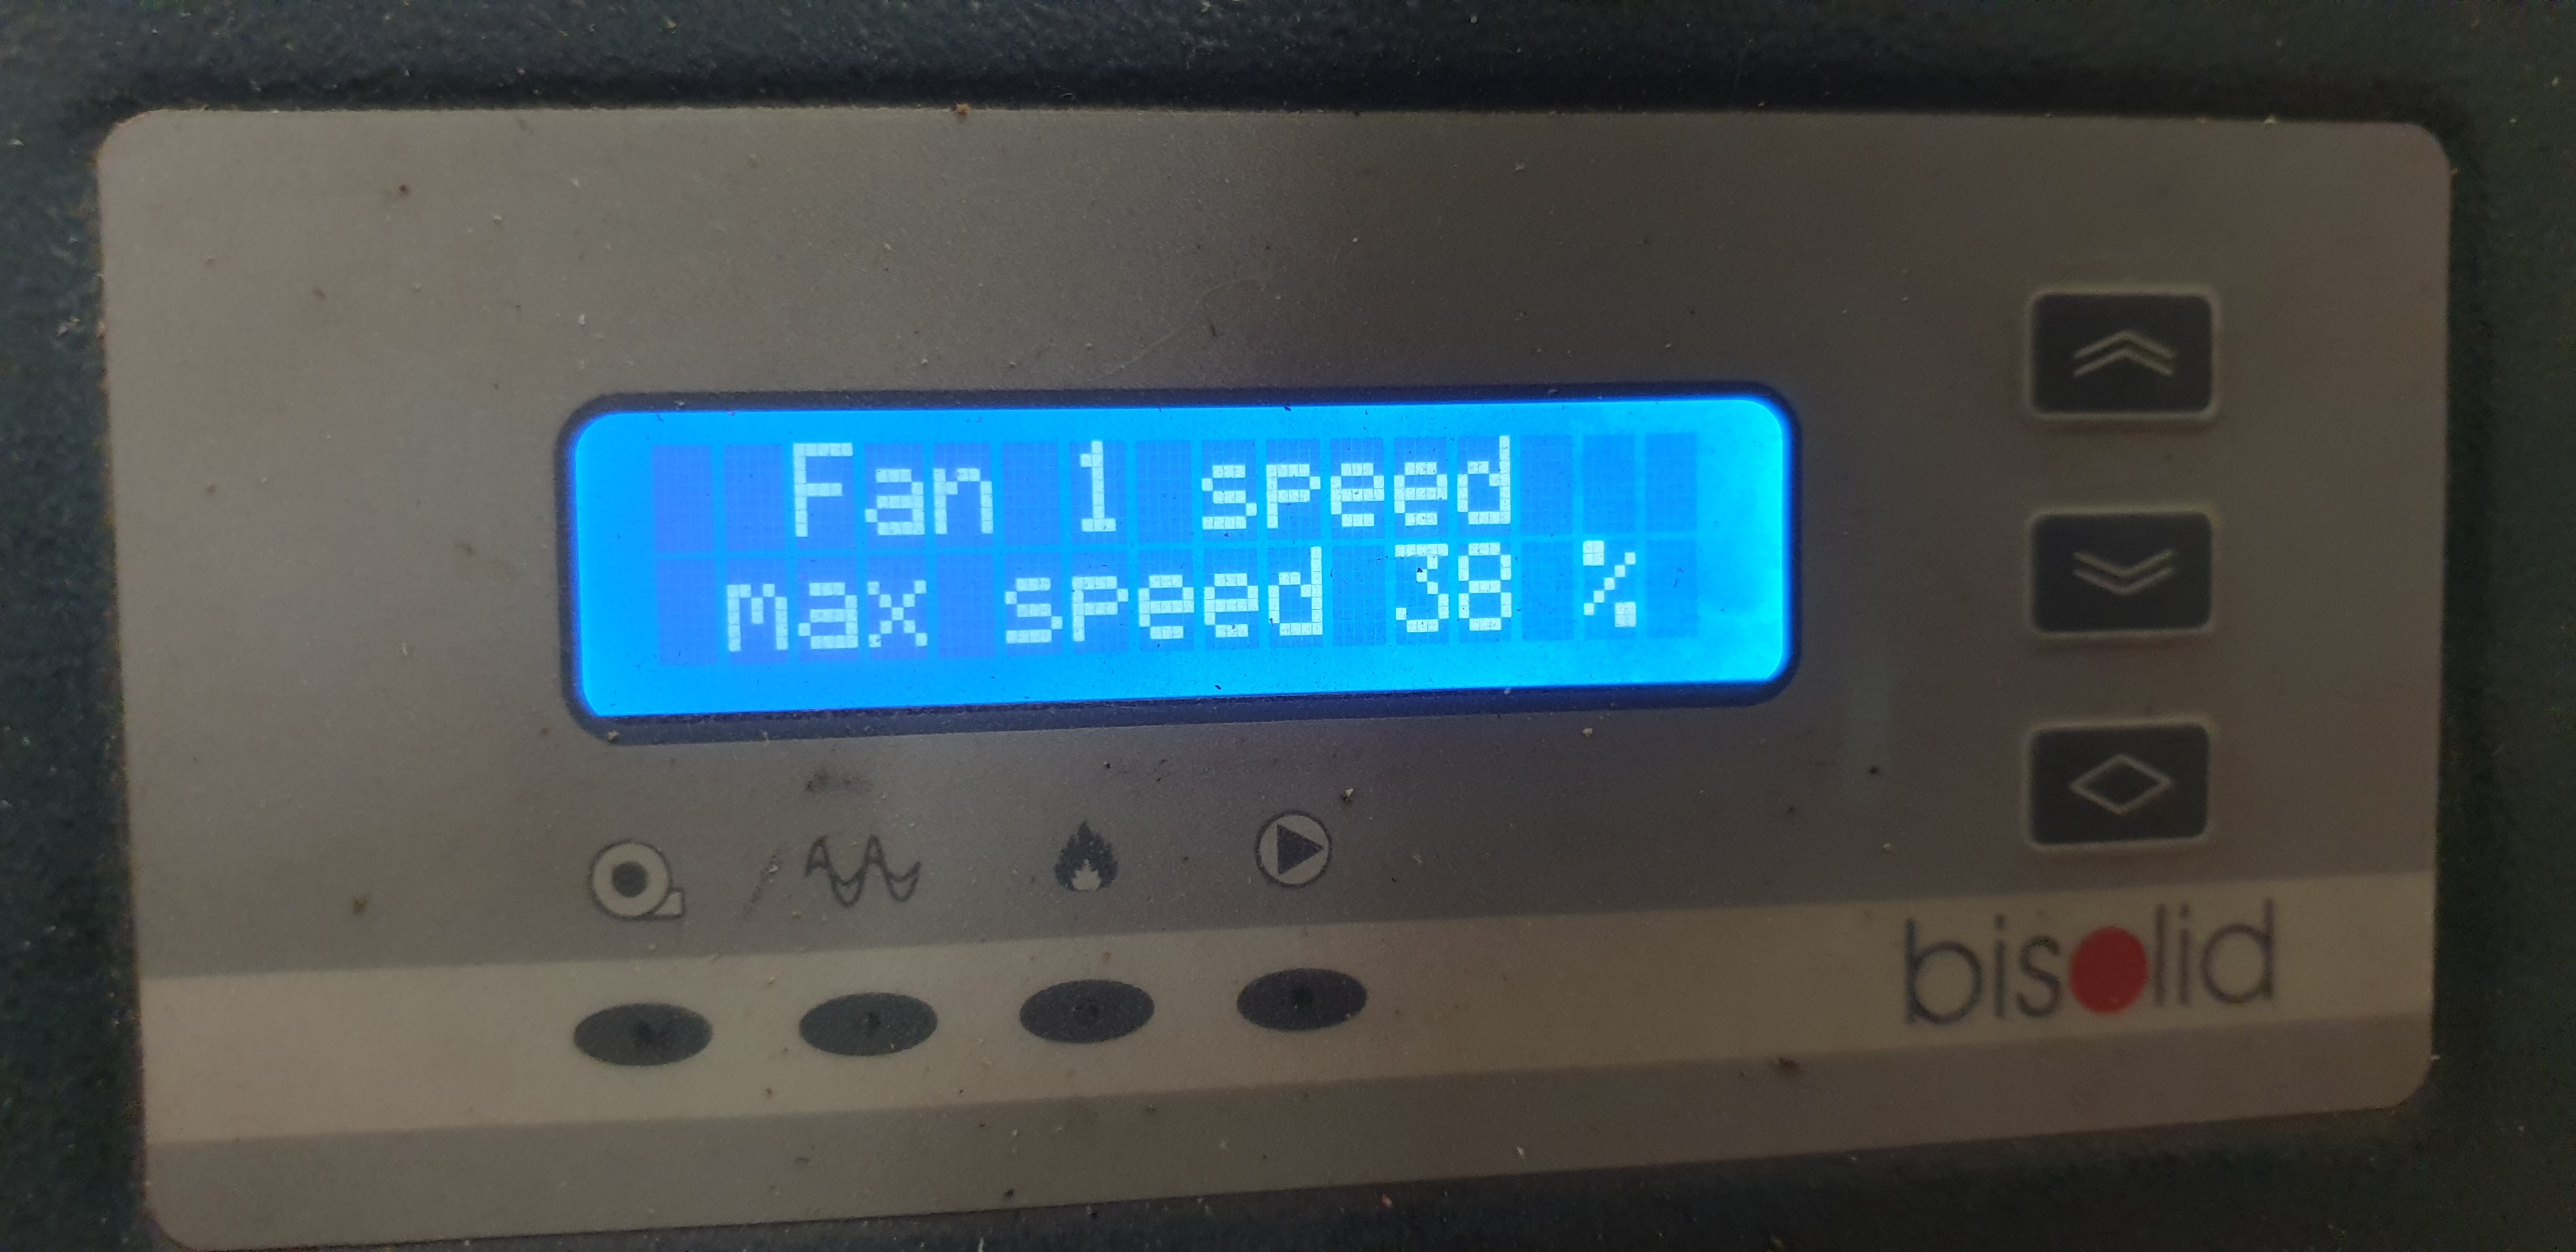 Fan 1 speed
max speed 38 %
bisolid